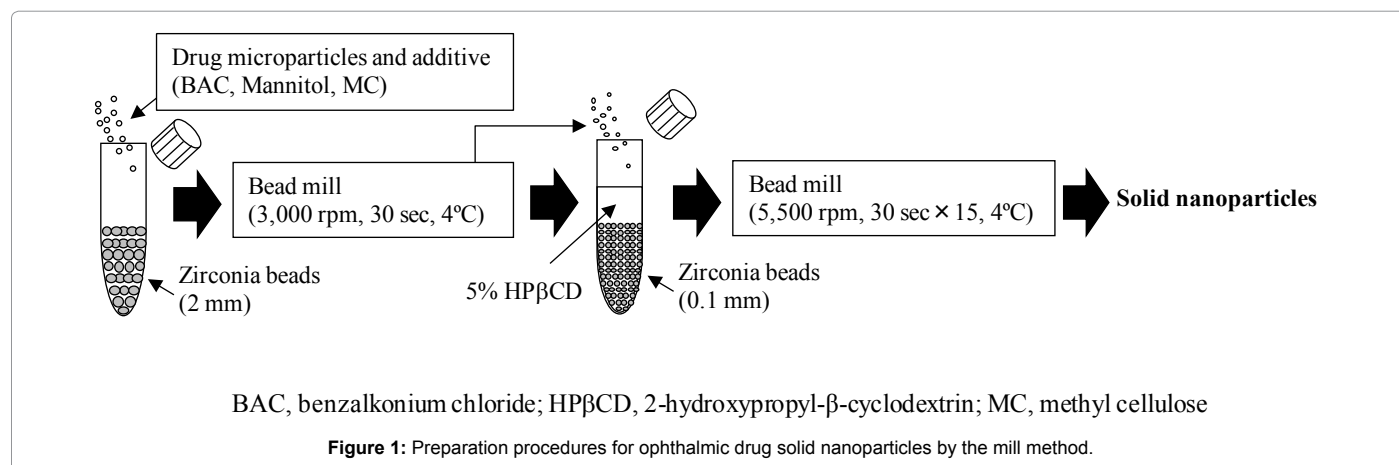 Drug microparticles and additive
(BAC, Mannitol, MC)
Bead mill
(3,000 rpm, 30 sec, 4ºC)
Zirconia beads
(2 mm)
5% HPβCD
Zirconia beads
(0.1 mm)
Bead mill
(5,500 rpm, 30 sec × 15, 4ºC)
Solid nanoparticles
BAC, benzalkonium chloride; HPβCD, 2-hydroxypropyl-β-cyclodextrin; MC, methyl cellulose
Figure 1: Preparation procedures for ophthalmic drug solid nanoparticles by the mill method.